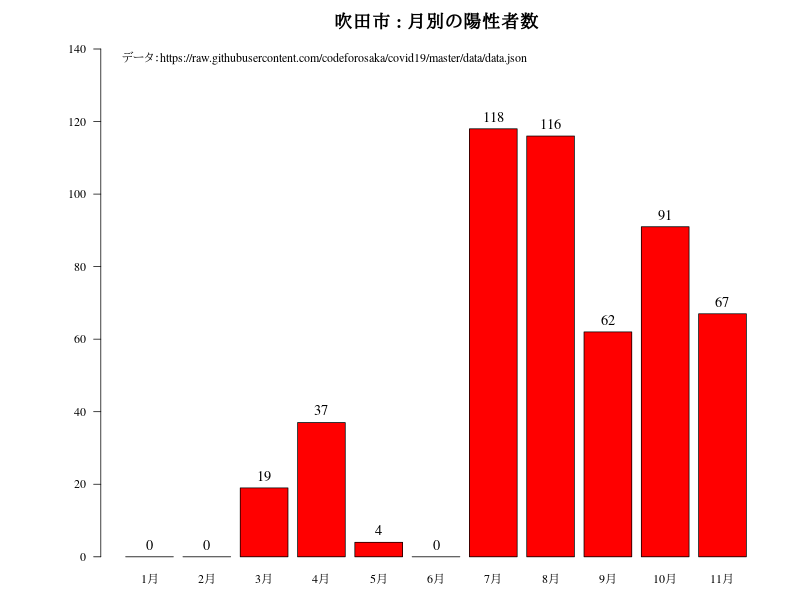 吹田市：月別の陽性者数
データ：https://raw.githubusercontent.com/codeforosaka/covid19/master/data/data.json
140
120
100
80
60
40
20
0
0 0 19 37 4 0 118 116 62 91 67
1月 2月 3月 4月 5月 6月 7月 8月 9月 10月 11月